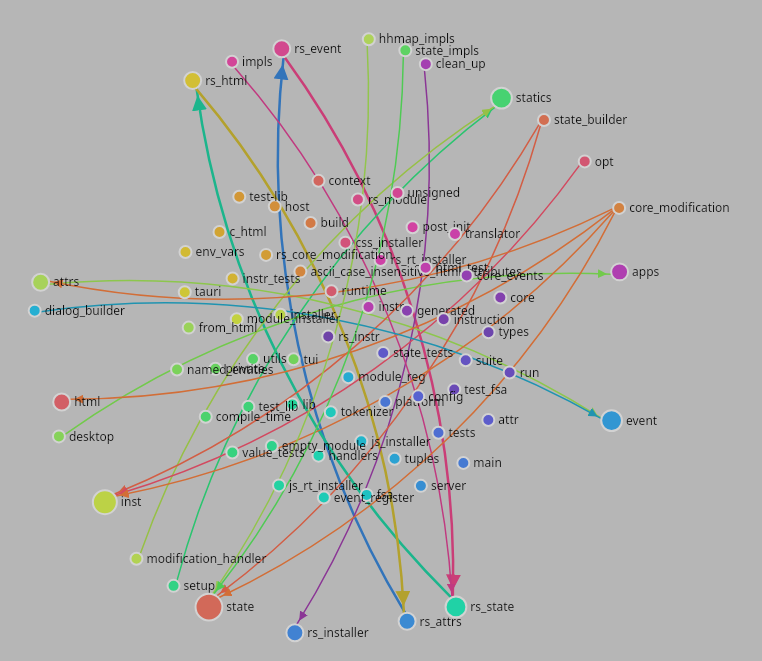 hhmap_impls
rs_event
state_impls
impls
clean_up
rs_html
statics
state_builder
opt
context
unsigned
test-lib
rs_module
host
core_modification
build
post_init
c_html
translator
css_installer
env_vars
rs_core_modification
rs_rt_installer
html_test
ascii_case_insensitive_html_attributes
core_events
apps
attrs
instr_tests
runtime
tauri
core
instr
dialog_builder
generated
installer
module_installer
instruction
from_html
types
rs_instr
state_tests
utils
tui
suite
named_entities
private
run
module_reg
test_fsa
config
html
platform
test_lib
lib
tokenizer
compile_time
attr
event
desktop
tests
js_installer
empty_module
value_tests
handlers
tuples
main
js_rt_installer
server
fsa
event_register
inst
modification_handler
setup
state
rs_state
rs_attrs
rs_installer